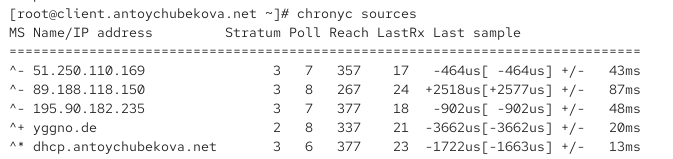 [root@client.antoychubekova.net ~]# chronyc sources
MS Name/IP address         Stratum Poll Reach LastRx Last sample
===============================================================================
^- 51.250.110.169                3   7   357    17   -464us[ -464us] +/-   43ms
^- 89.188.118.150                3   8   267    24  +2518us[+2577us] +/-   87ms
^- 195.90.182.235                3   7   377    18   -902us[ -902us] +/-   48ms
^+ yggno.de                      2   8   337    21  -3662us[-3662us] +/-   20ms
^* dhcp.antoychubekova.net       3   6   377    23  -1722us[-1663us] +/-   13ms